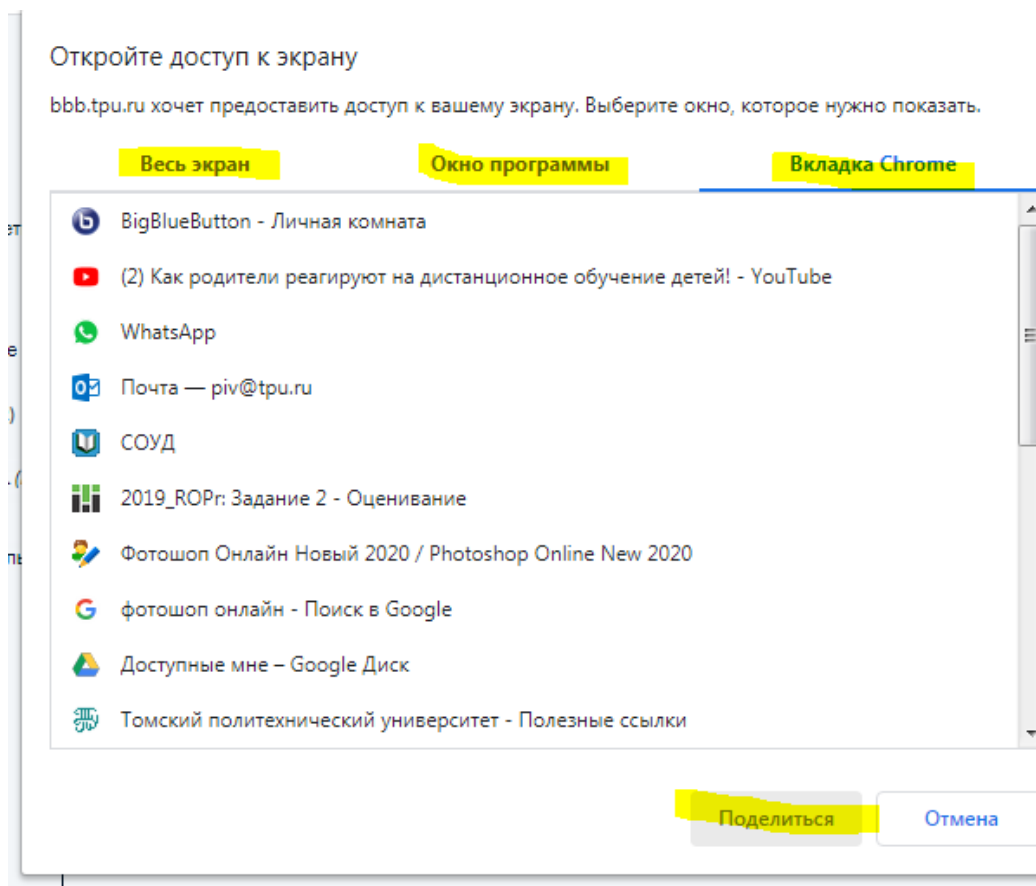 Откройте доступ к экрану
bbb.tpu.ru хочет предоставить доступ к вашему экрану. Выберите окно, которое нужно показать.
Весь экран Окно программы Вкладка Chrome
BigBlueButton - Личная комната
(2) Как родители реагируют на дистанционное обучение детей! - YouTube
WhatsApp
Почта — piv@tpu.ru
СОУД
2019_ROPr: Задание 2 - Оценивание
Фотошоп Онлайн Новый 2020 / Photoshop Online New 2020
фотошоп онлайн - Поиск в Google
Доступные мне – Google Диск
Томский политехнический университет - Полезные ссылки
Поделиться Отмена